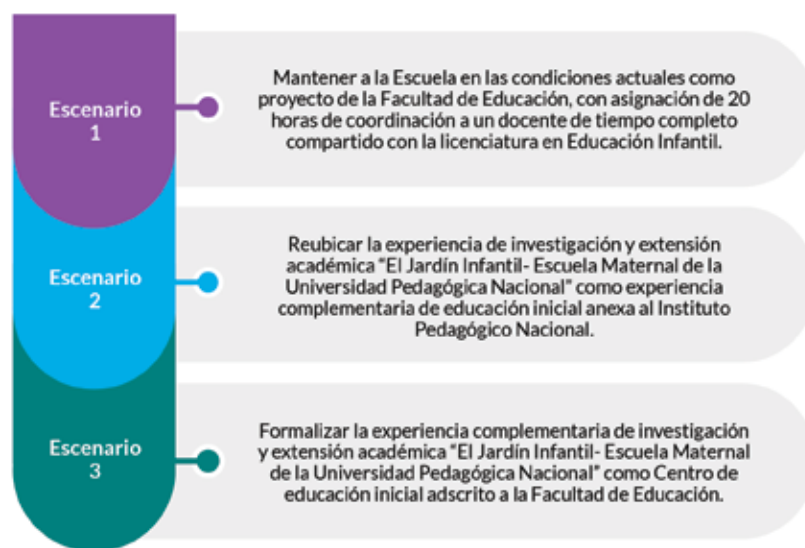 Escenario
1
Mantener a la Escuela en las condiciones actuales como
proyecto de la Facultad de Educación, con asignación de 20
horas de coordinación a un docente de tiempo completo
compartido con la licenciatura en Educación Infantil.
Escenario
2
Reubicar la experiencia de investigación y extensión
académica “El Jardín Infantil- Escuela Maternal de la
Universidad Pedagógica Nacional” como experiencia
complementaria de educación inicial anexa al Instituto
Pedagógico Nacional.
Escenario
3
Formalizar la experiencia complementaria de investigación
y extensión académica “El Jardín Infantil- Escuela Maternal
de la Universidad Pedagógica Nacional” como Centro de
educación inicial adscrito a la Facultad de Educación.